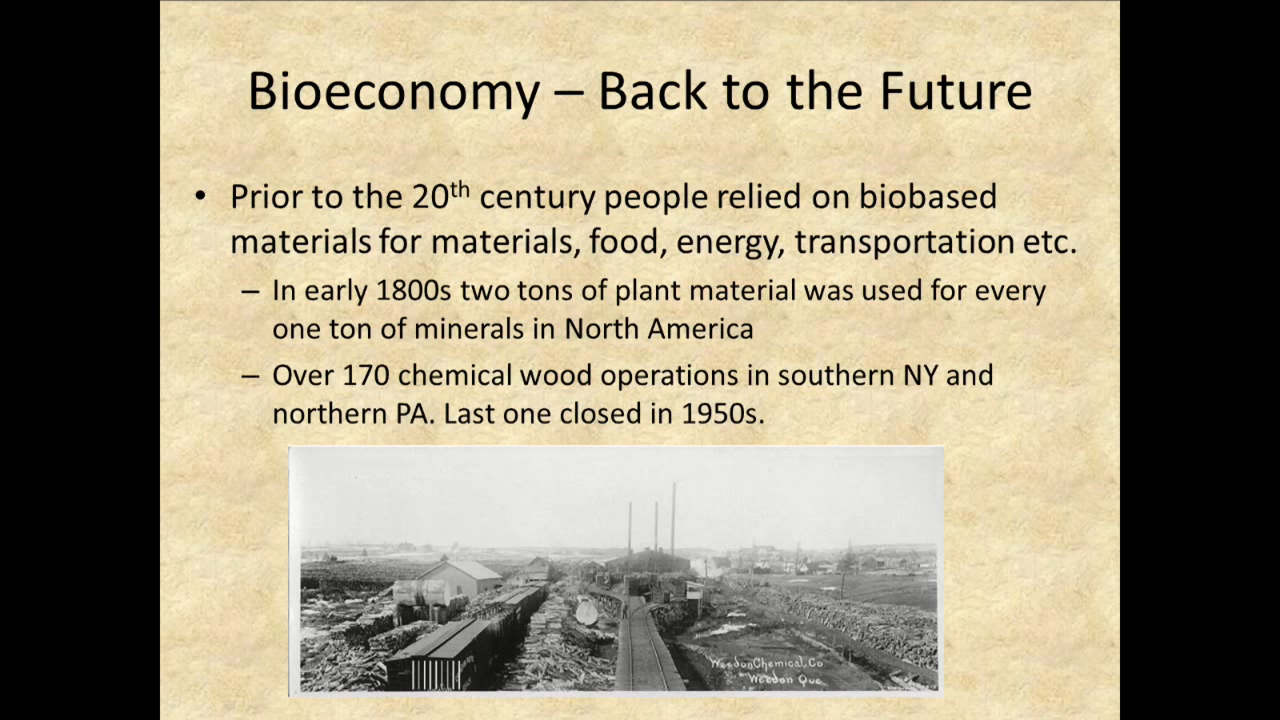 Bioeconomy – Back to the Future
• Prior to the 20th century people relied on biobased
materials for materials, food, energy, transportation etc.
– In early 1800s two tons of plant material was used for every
one ton of minerals in North America
– Over 170 chemical wood operations in southern NY and
northern PA. Last one closed in 1950s.
Weedon Chemical Co
Weedon Que